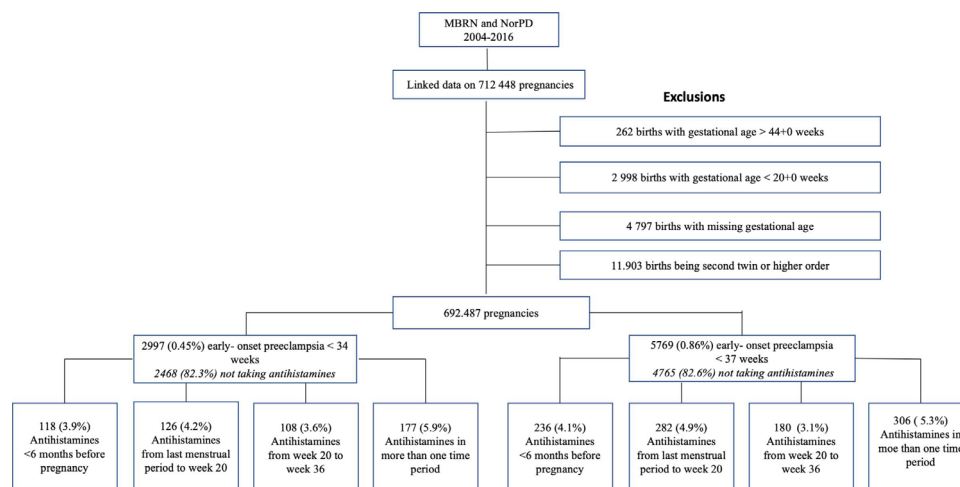 MBRN and NorPD
2004-2016
Linked data on 712 448 pregnancies
Exclusions
262 births with gestational age > 44+0 weeks
2 998 births with gestational age < 20+0 weeks
4 797 births with missing gestational age
11.903 births being second twin or higher order
692.487 pregnancies
2997 (0.45%) early- onset preeclampsia < 34
weeks
2468 (82.3%) not taking antihistamines
5769 (0.86%) early-onset preeclampsia
< 37 weeks
4765 (82.6%) not taking antihistamines
118 (3.9%)
Antihistamines
<6 months before
pregnancy
126 (4.2%)
Antihistamines
from last menstrual
period to week 20
108 (3.6%)
Antihistamines
from week 20 to
week 36
177 (5.9%)
Antihistamines in
more than one time
period
236 (4.1%)
Antihistamines
<6 months before
pregnancy
282 (4.9%)
Antihistamines
from last menstrual
period to week 20
180 (3.1%)
Antihistamines
from week 20 to
week 36
306 ( 5.3%)
Antihistamines in
moe than one time
period